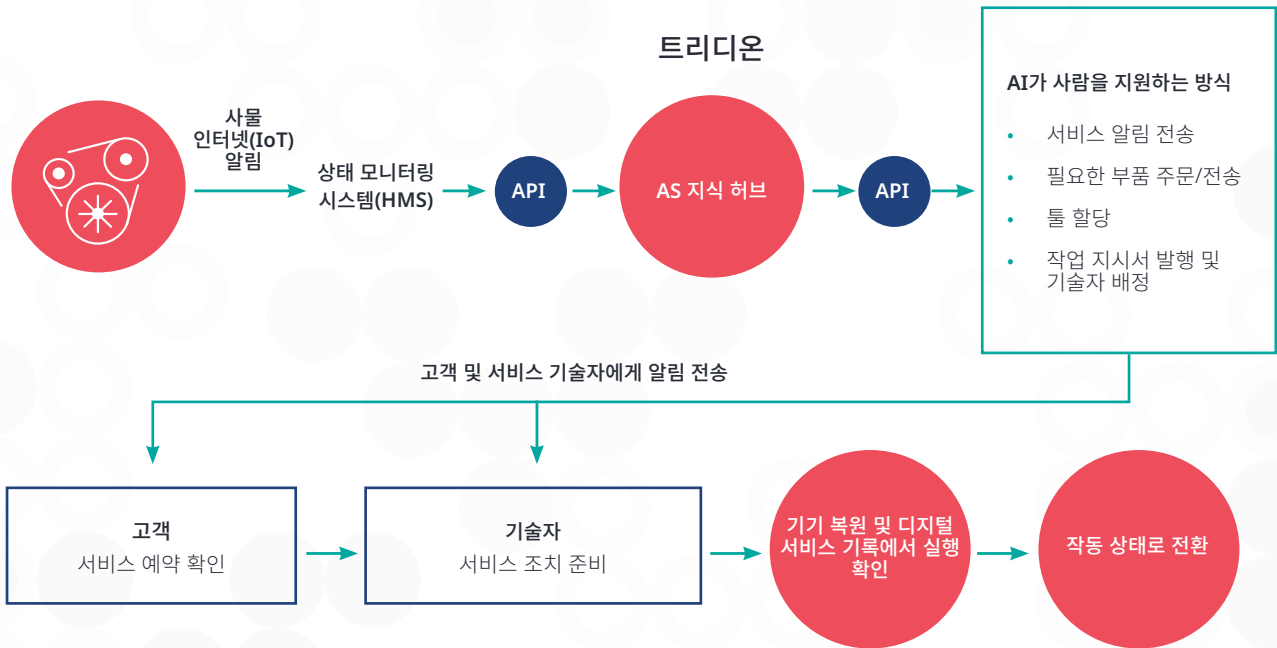 트리디온
사물
인터넷(IoT)
알림
상태 모니터링
시스템(HMS)
API
AS 지식 허브
API
AI가 사람을 지원하는 방식
• 서비스 알림 전송
• 필요한 부품 주문/전송
• 툴 할당
• 작업 지시서 발행 및
기술자 배정
고객 및 서비스 기술자에게 알림 전송
고객
서비스 예약 확인
기술자
서비스 조치 준비
기기 복원 및 디지털
서비스 기록에서 실행
확인
작동 상태로 전환